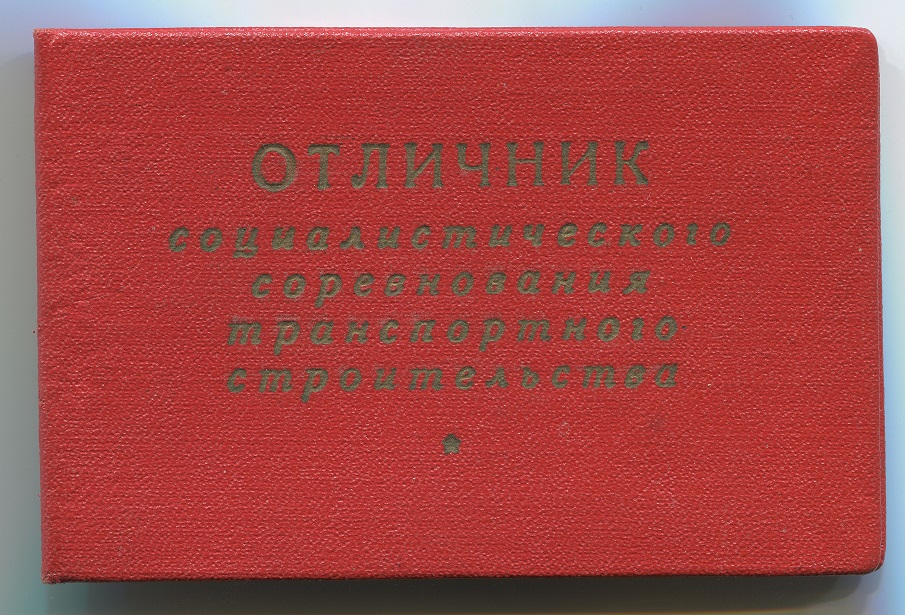 ОТЛИЧНИК
социалистического
соревнования
транспортного
строительства